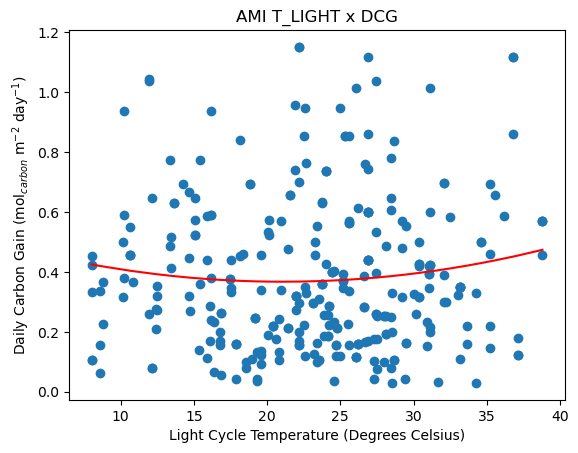 AMI T_LIGHT x DCG
Daily Carbon Gain (mol$_{carbon}$ m$^{-2}$ day$^{-1}$)
1.2
1.0
0.8
0.6
0.4
0.2
0.0
10 15 20 25 30 35 40
Light Cycle Temperature (Degrees Celsius)